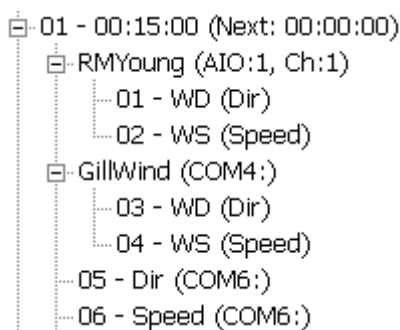 01 - 00:15:00 (Next: 00:00:00)
RMYoung (AIO:1, Ch:1)
01 - WD (Dir)
02 - WS (Speed)
GillWind (COM4:)
03 - WD (Dir)
04 - WS (Speed)
05 - Dir (COM6:)
06 - Speed (COM6:)